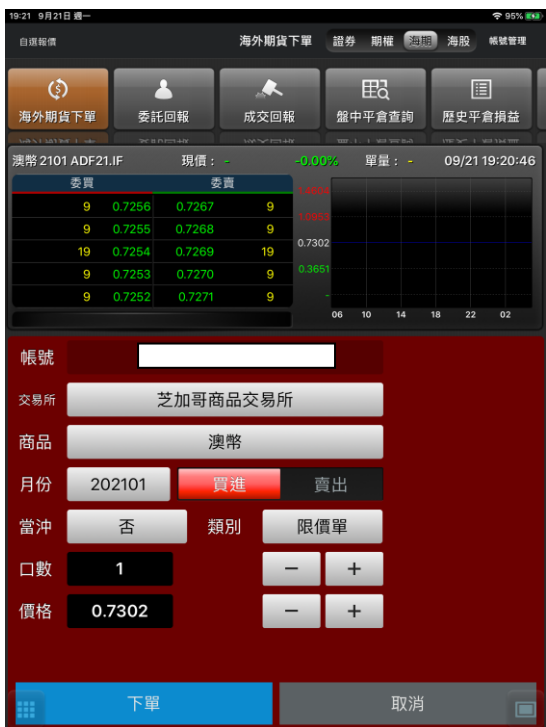 19:21 9月21日 週一 95%
自選報價 海外期貨下單 證券 期權 海期 海股 帳號管理
海外期貨下單 委託回報 成交回報 盤中平倉查詢 歷史平倉損益
澳幣 2101 ADF21.IF 現價： - -0.00% 單量： - 09/21 19:20:46
委買 委賣
9 0.7256 0.7267 9
9 0.7255 0.7268 9
19 0.7254 0.7269 19
9 0.7253 0.7270 9
9 0.7252 0.7271 9
0.7302
0.3651
-
06 10 14 18 22 02
帳號
交易所 芝加哥商品交易所
商品 澳幣
月份 202101 買進 賣出
當沖 否 類別 限價單
口數 1 − +
價格 0.7302 − +
下單 取消